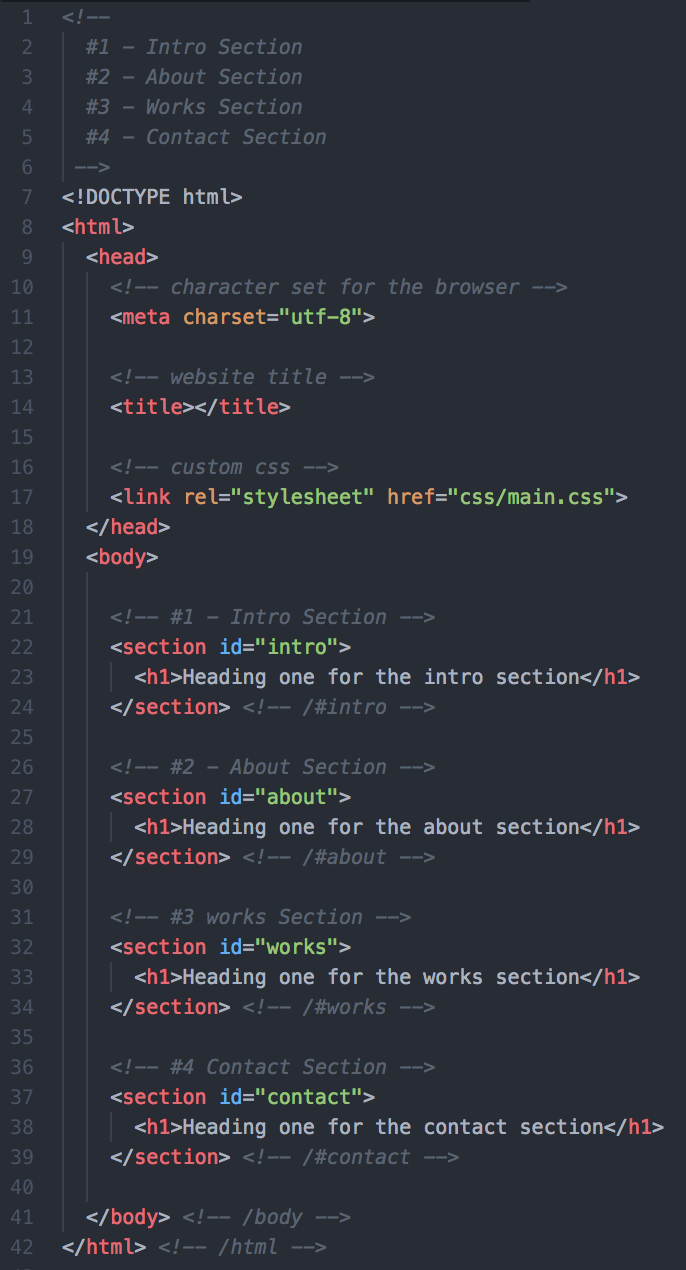 1 <!--
2   #1 - Intro Section
3   #2 - About Section
4   #3 - Works Section
5   #4 - Contact Section
6  -->
7 <!DOCTYPE html>
8 <html>
9   <head>
10     <!-- character set for the browser -->
11     <meta charset="utf-8">
12
13     <!-- website title -->
14     <title></title>
15
16     <!-- custom css -->
17     <link rel="stylesheet" href="css/main.css">
18   </head>
19   <body>
20
21     <!-- #1 - Intro Section -->
22     <section id="intro">
23       <h1>Heading one for the intro section</h1>
24     </section> <!-- /#intro -->
25
26     <!-- #2 - About Section -->
27     <section id="about">
28       <h1>Heading one for the about section</h1>
29     </section> <!-- /#about -->
30
31     <!-- #3 works Section -->
32     <section id="works">
33       <h1>Heading one for the works section</h1>
34     </section> <!-- /#works -->
35
36     <!-- #4 Contact Section -->
37     <section id="contact">
38       <h1>Heading one for the contact section</h1>
39     </section> <!-- /#contact -->
40
41   </body> <!-- /body -->
42 </html> <!-- /html -->